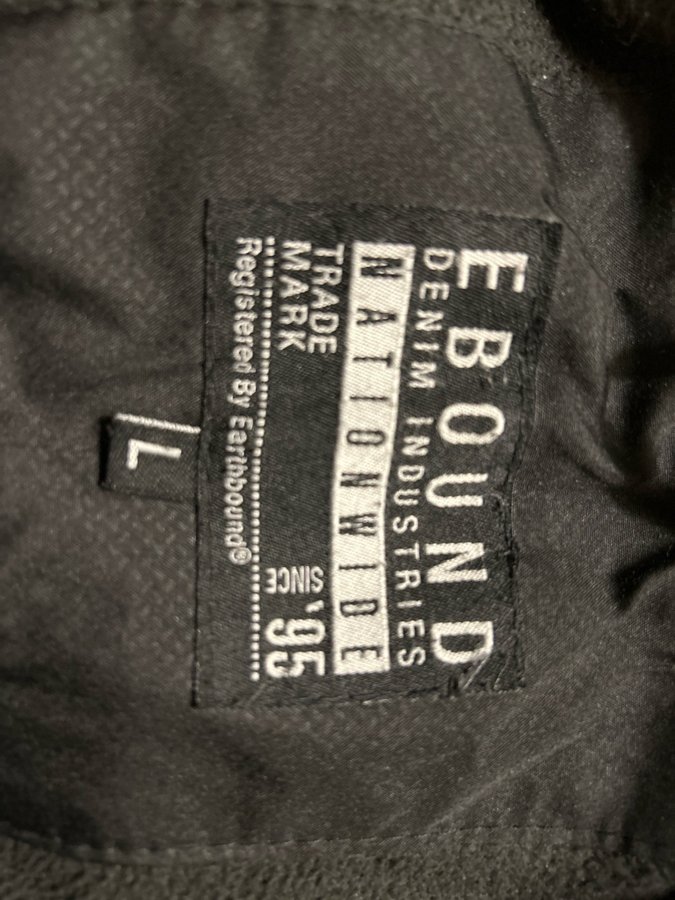 EBOUND
DENIM INDUSTRIES
NATIONWIDE
TRADE
MARK
SINCE
'95
Registered By Earthbound®
L